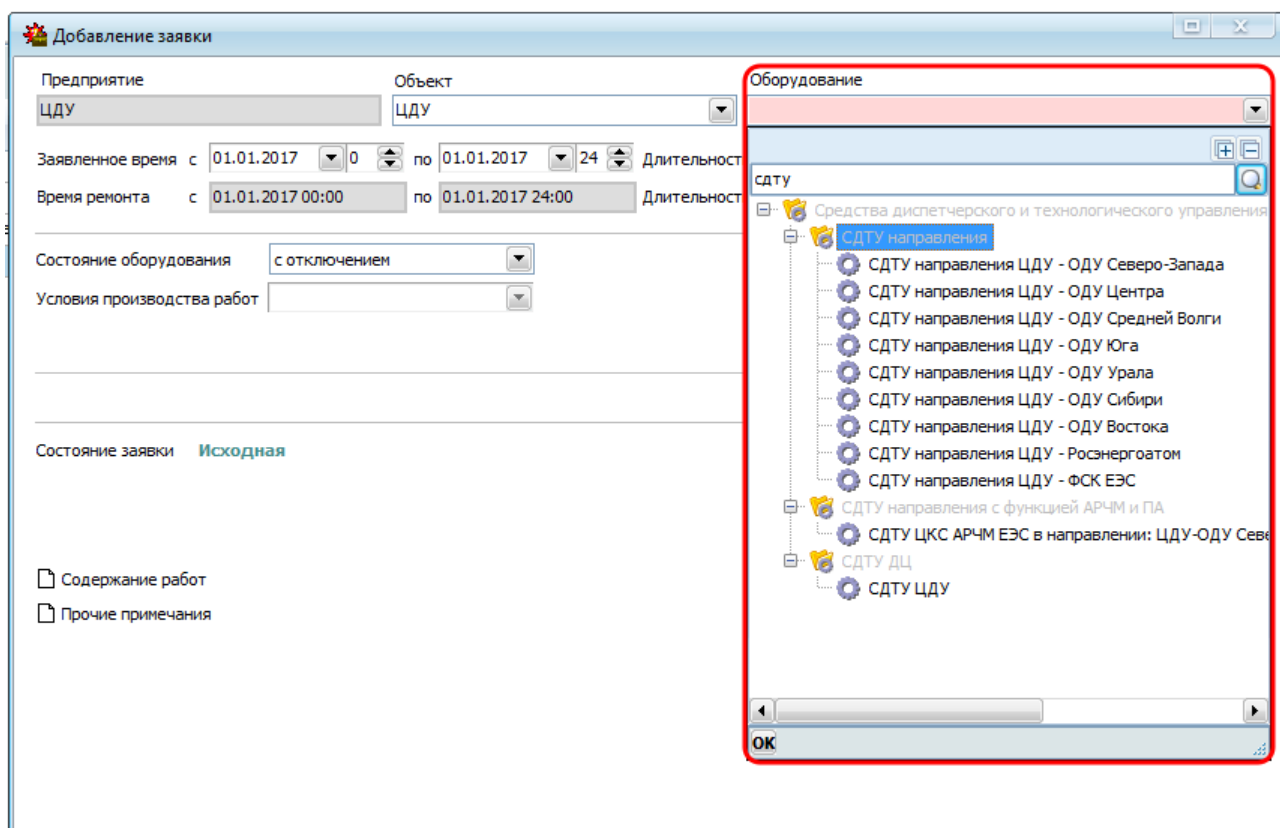 Добавление заявки
Предприятие
Объект
Оборудование
ЦДУ
ЦДУ
Заявленное время с 01.01.2017 0 по 01.01.2017 24 Длительност
Время ремонта с 01.01.2017 00:00 по 01.01.2017 24:00 Длительност
Состояние оборудования с отключением
Условия производства работ
Состояние заявки Исходная
Содержание работ
Прочие примечания
сдту
Средства диспетчерского и технологического управления
СДТУ направления
СДТУ направления ЦДУ - ОДУ Северо-Запада
СДТУ направления ЦДУ - ОДУ Центра
СДТУ направления ЦДУ - ОДУ Средней Волги
СДТУ направления ЦДУ - ОДУ Юга
СДТУ направления ЦДУ - ОДУ Урала
СДТУ направления ЦДУ - ОДУ Сибири
СДТУ направления ЦДУ - ОДУ Востока
СДТУ направления ЦДУ - Росэнергоатом
СДТУ направления ЦДУ - ФСК ЕЭС
СДТУ направления с функцией АРЧМ и ПА
СДТУ ЦКС АРЧМ ЕЭС в направлении: ЦДУ-ОДУ Севе
СДТУ ДЦ
СДТУ ЦДУ
ОК